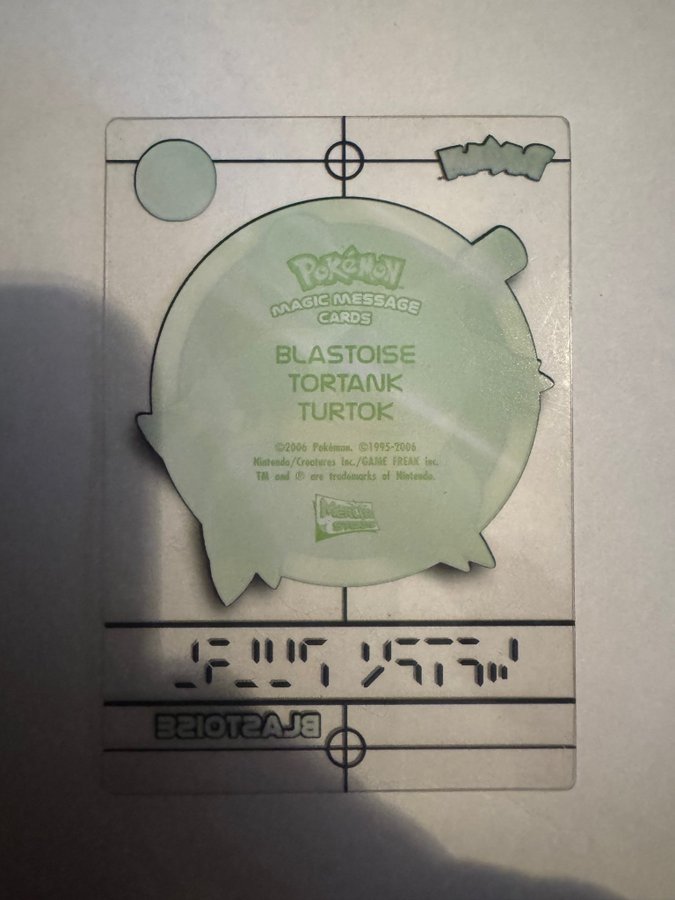 Pokémon
MAGIC MESSAGE
CARDS
BLASTOISE
TORTANK
TURTOK
©2006 Pokémon. ©1995-2006
Nintendo/Creatures Inc./GAME FREAK inc.
TM and ® are trademarks of Nintendo.
BLASTOISE